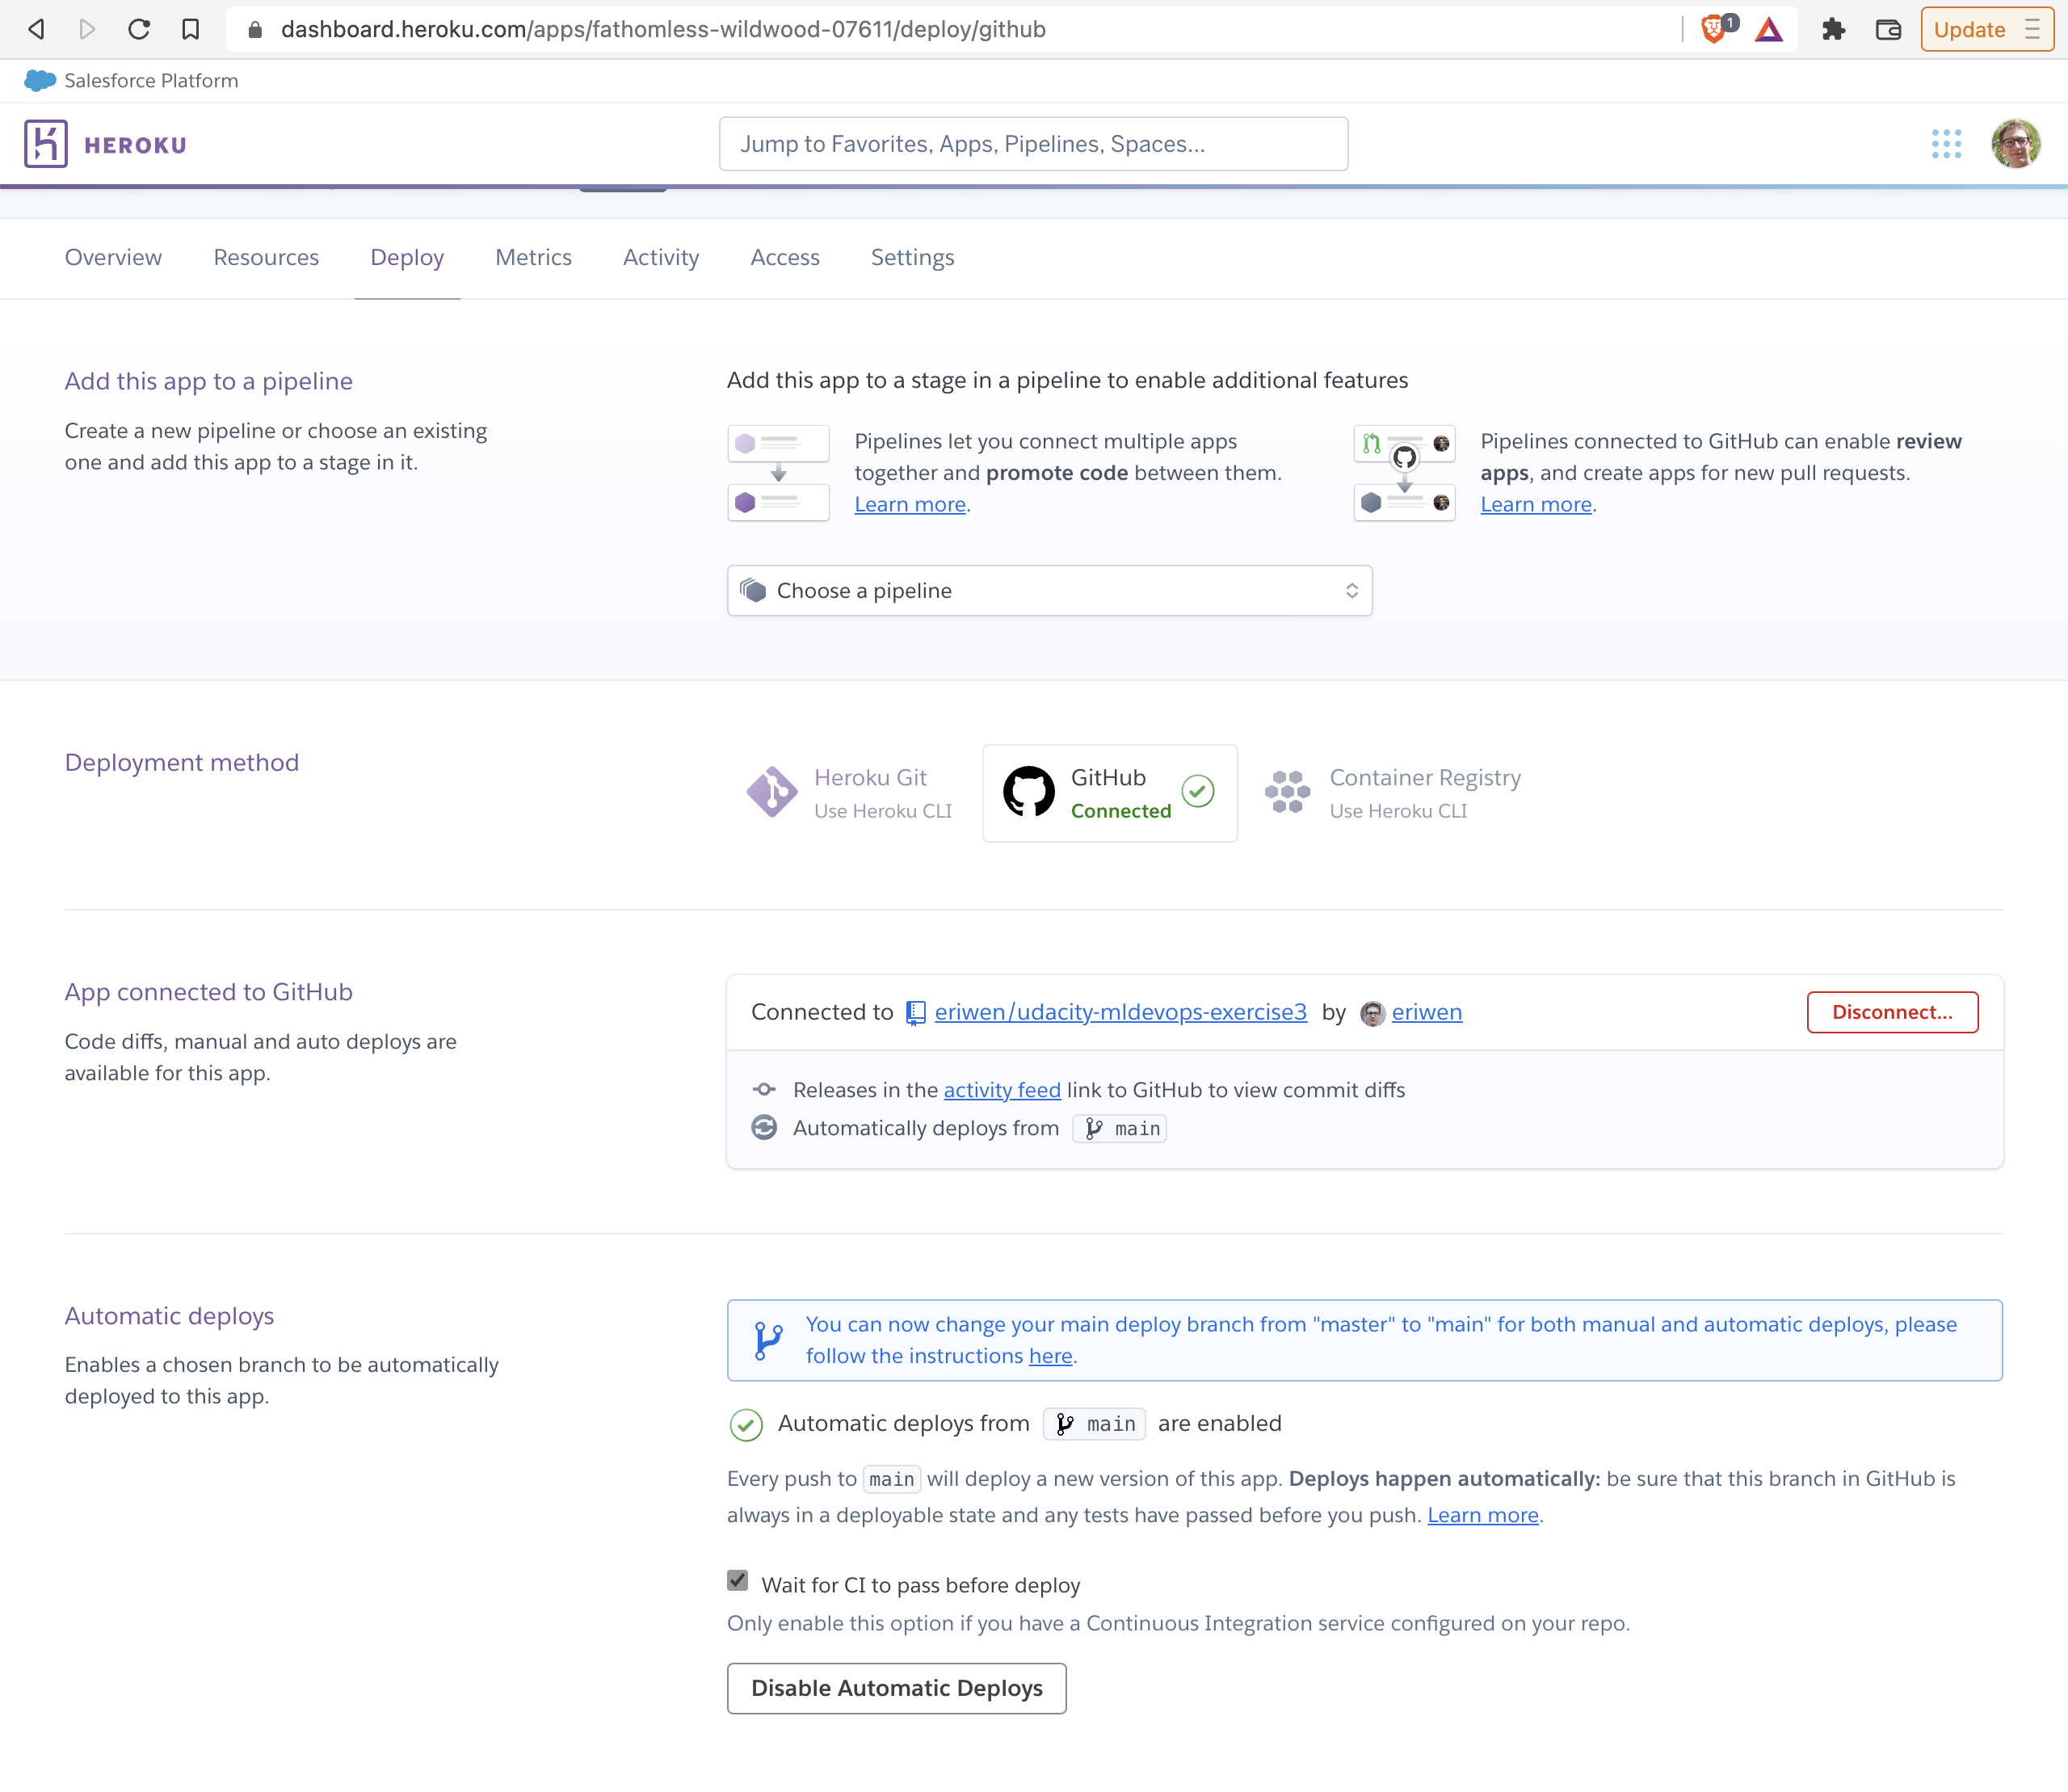 dashboard.heroku.com/apps/fathomless-wildwood-07611/deploy/github
1
Update
Salesforce Platform
HEROKU
Jump to Favorites, Apps, Pipelines, Spaces...
Overview
Resources
Deploy
Metrics
Activity
Access
Settings
Add this app to a pipeline
Create a new pipeline or choose an existing
one and add this app to a stage in it.
Add this app to a stage in a pipeline to enable additional features
Pipelines let you connect multiple apps
together and promote code between them.
Learn more.
Pipelines connected to GitHub can enable review
apps, and create apps for new pull requests.
Learn more.
Choose a pipeline
Deployment method
Heroku Git
Use Heroku CLI
GitHub
Connected
Container Registry
Use Heroku CLI
App connected to GitHub
Code diffs, manual and auto deploys are
available for this app.
Connected to eriwen/udacity-mldevops-exercise3 by eriwen
Disconnect...
Releases in the activity feed link to GitHub to view commit diffs
Automatically deploys from main
Automatic deploys
Enables a chosen branch to be automatically
deployed to this app.
You can now change your main deploy branch from "master" to "main" for both manual and automatic deploys, please
follow the instructions here.
Automatic deploys from main are enabled
Every push to main will deploy a new version of this app. Deploys happen automatically: be sure that this branch in GitHub is
always in a deployable state and any tests have passed before you push. Learn more.
Wait for CI to pass before deploy
Only enable this option if you have a Continuous Integration service configured on your repo.
Disable Automatic Deploys